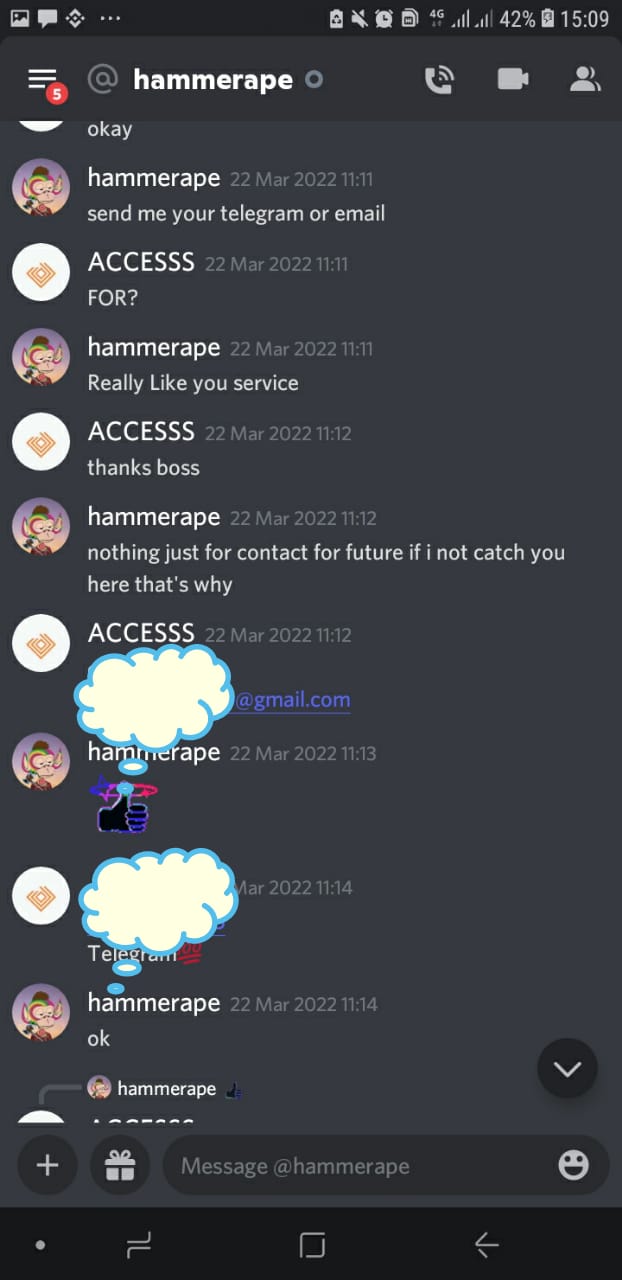 4G 42% 15:09
5 @ hammerape
okay
hammerape 22 Mar 2022 11:11
send me your telegram or email
ACCESSS 22 Mar 2022 11:11
FOR?
hammerape 22 Mar 2022 11:11
Really Like you service
ACCESSS 22 Mar 2022 11:12
thanks boss
hammerape 22 Mar 2022 11:12
nothing just for contact for future if i not catch you
here that's why
ACCESSS 22 Mar 2022 11:12
@gmail.com
hammerape 22 Mar 2022 11:13
Mar 2022 11:14
Telegram💯
hammerape 22 Mar 2022 11:14
ok
hammerape
ACCESSS
Message @hammerape